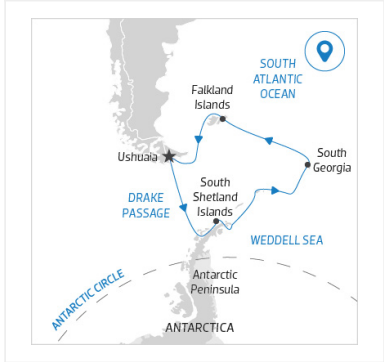 SOUTH
ATLANTIC
OCEAN
Falkland
Islands
Ushuaia
South
Georgia
DRAKE
PASSAGE
South
Shetland
Islands
WEDDELL SEA
ANTARCTIC CIRCLE
Antarctic
Peninsula
ANTARCTICA